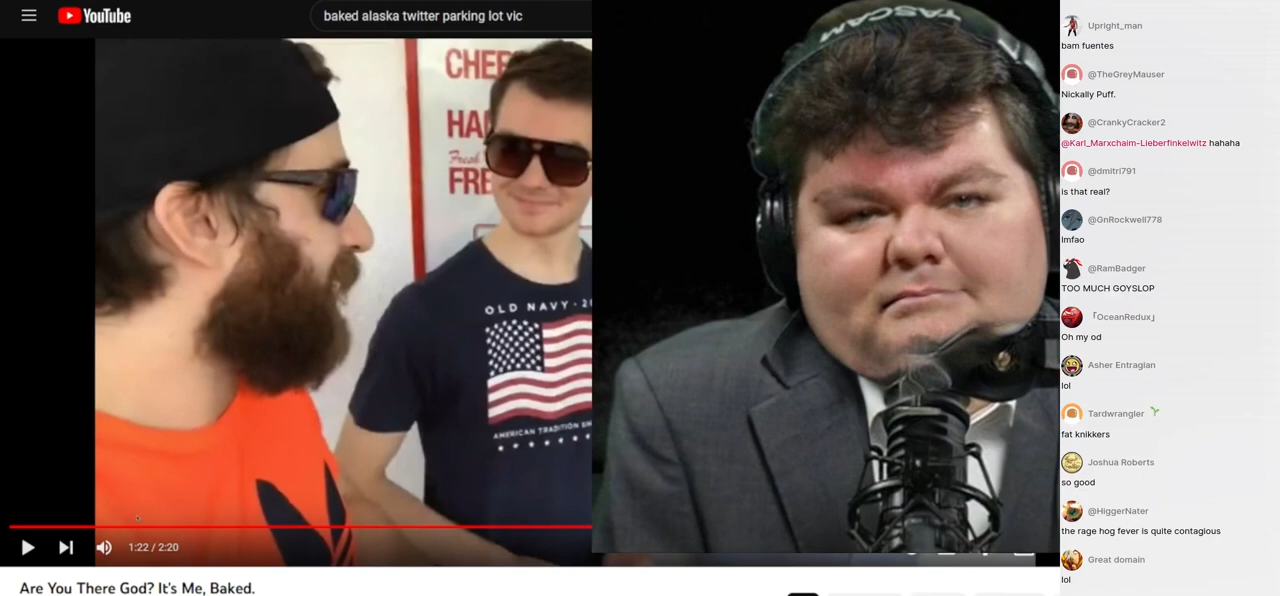 YouTube
baked alaska twitter parking lot vic
TASCAM
CHEE
HA
Fresh
FRE
OLD NAVY · 2
AMERICAN TRADITION SIN
1:22 / 2:20
Are You There God? It's Me, Baked.
Upright_man
bam fuentes
@TheGreyMauser
Nickally Puff.
@CrankyCracker2
@Karl_Marxchaim-Lieberfinkelwitz hahaha
@dmitri791
is that real?
@GnRockwell778
lmfao
@RamBadger
TOO MUCH GOYSLOP
「OceanRedux」
Oh my od
Asher Entragian
lol
Tardwrangler
fat knikkers
Joshua Roberts
so good
@HiggerNater
the rage hog fever is quite contagious
Great domain
lol